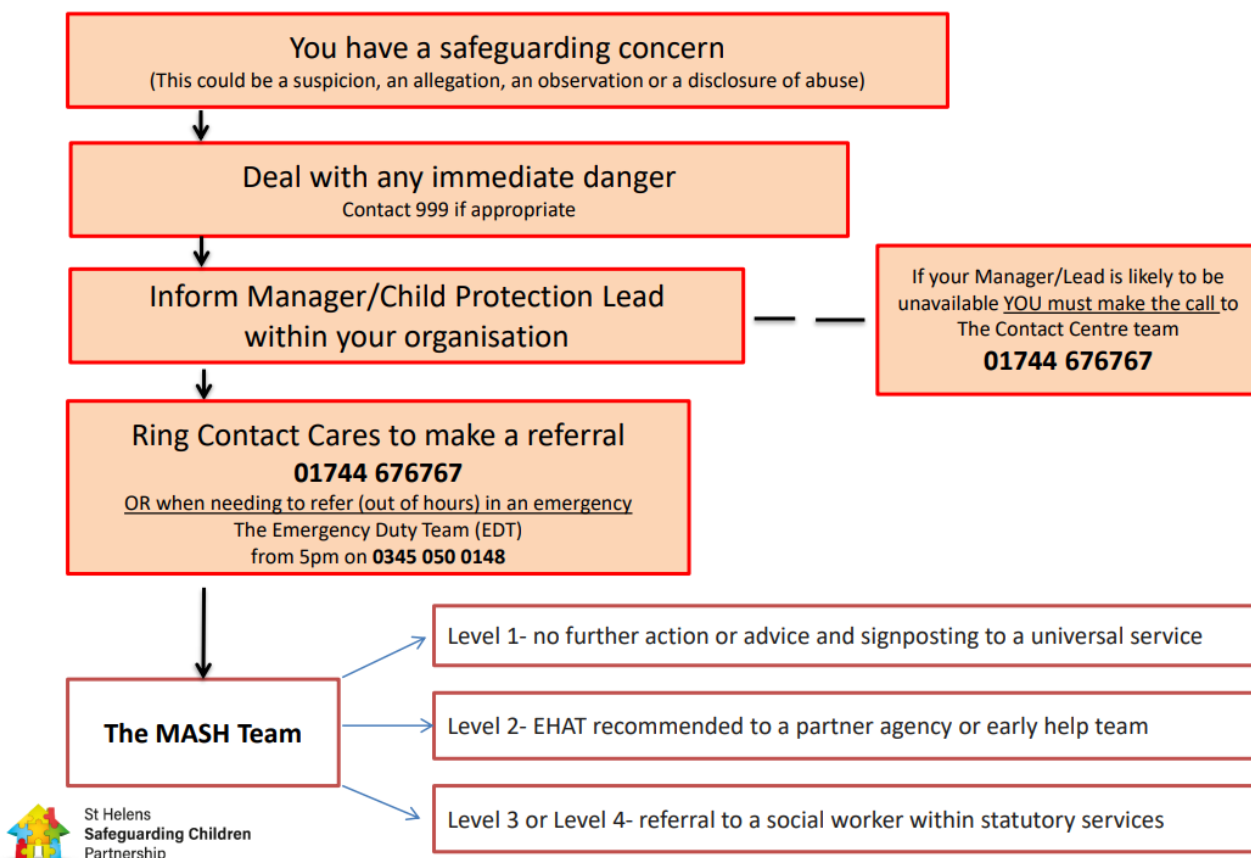 You have a safeguarding concern
(This could be a suspicion, an allegation, an observation or a disclosure of abuse)
Deal with any immediate danger
Contact 999 if appropriate
Inform Manager/Child Protection Lead
within your organisation
If your Manager/Lead is likely to be
unavailable YOU must make the call to
The Contact Centre team
01744 676767
Ring Contact Cares to make a referral
01744 676767
OR when needing to refer (out of hours) in an emergency
The Emergency Duty Team (EDT)
from 5pm on 0345 050 0148
The MASH Team
Level 1- no further action or advice and signposting to a universal service
Level 2- EHAT recommended to a partner agency or early help team
Level 3 or Level 4- referral to a social worker within statutory services
St Helens
Safeguarding Children
Partnership